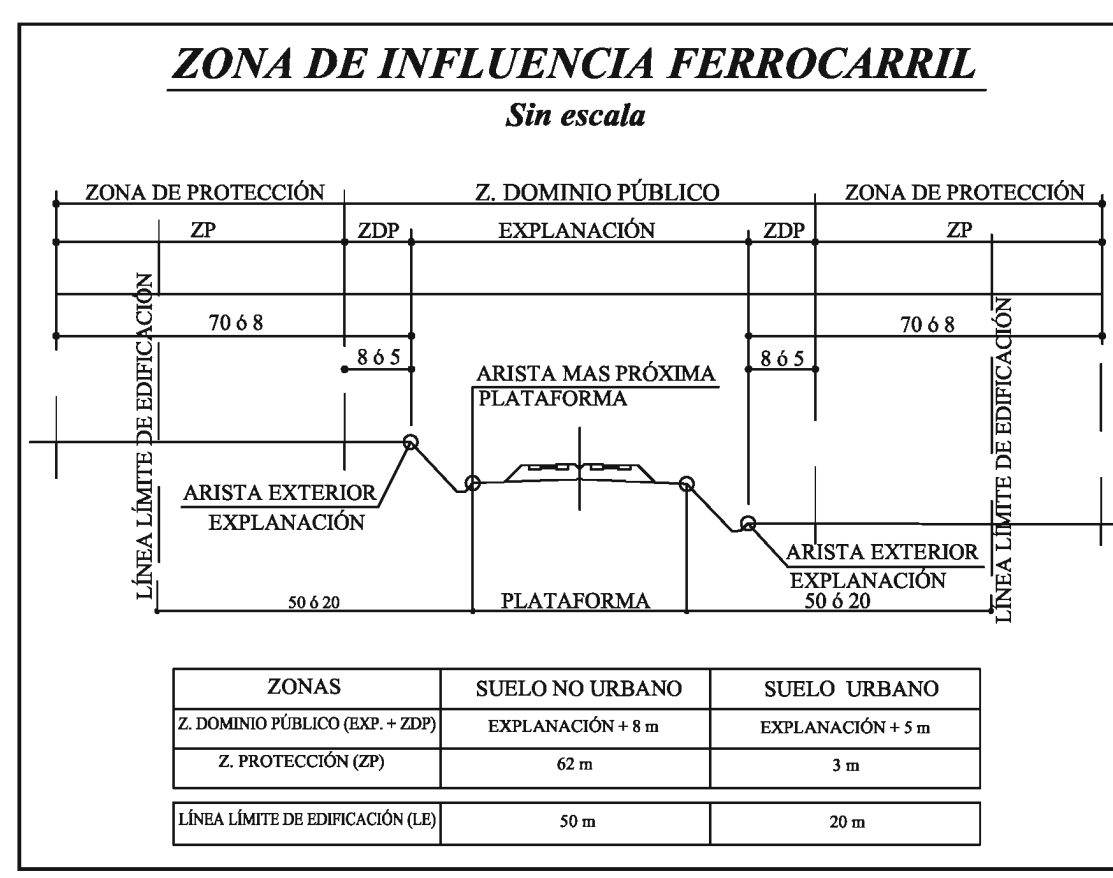 ZONA DE INFLUENCIA FERROCARRIL
Sin escala
ZONA DE PROTECCIÓN
Z. DOMINIO PÚBLICO
ZONA DE PROTECCIÓN
ZP
ZDP
EXPLANACIÓN
ZDP
ZP
LÍNEA LÍMITE DE EDIFICACIÓN
70 ó 8
70 ó 8
8 ó 5
8 ó 5
ARISTA MAS PRÓXIMA
PLATAFORMA
LÍNEA LÍMITE DE EDIFICACIÓN
ARISTA EXTERIOR
EXPLANACIÓN
ARISTA EXTERIOR
EXPLANACIÓN
50 ó 20
PLATAFORMA
50 ó 20
ZONAS
SUELO NO URBANO
SUELO URBANO
Z. DOMINIO PÚBLICO (EXP. + ZDP)
EXPLANACIÓN + 8 m
EXPLANACIÓN + 5 m
Z. PROTECCIÓN (ZP)
62 m
3 m
LÍNEA LÍMITE DE EDIFICACIÓN (LE)
50 m
20 m